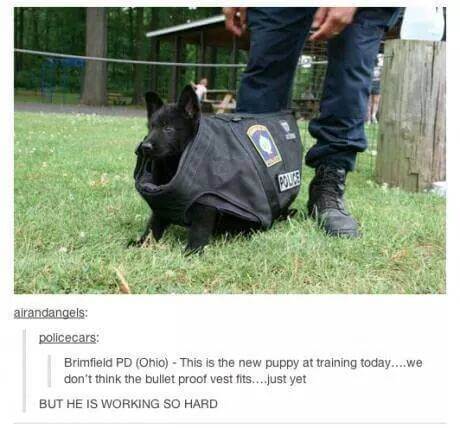 POLICE
airandangels:
policecars:
Brimfield PD (Ohio) - This is the new puppy at training today....we
don't think the bullet proof vest fits....just yet
BUT HE IS WORKING SO HARD